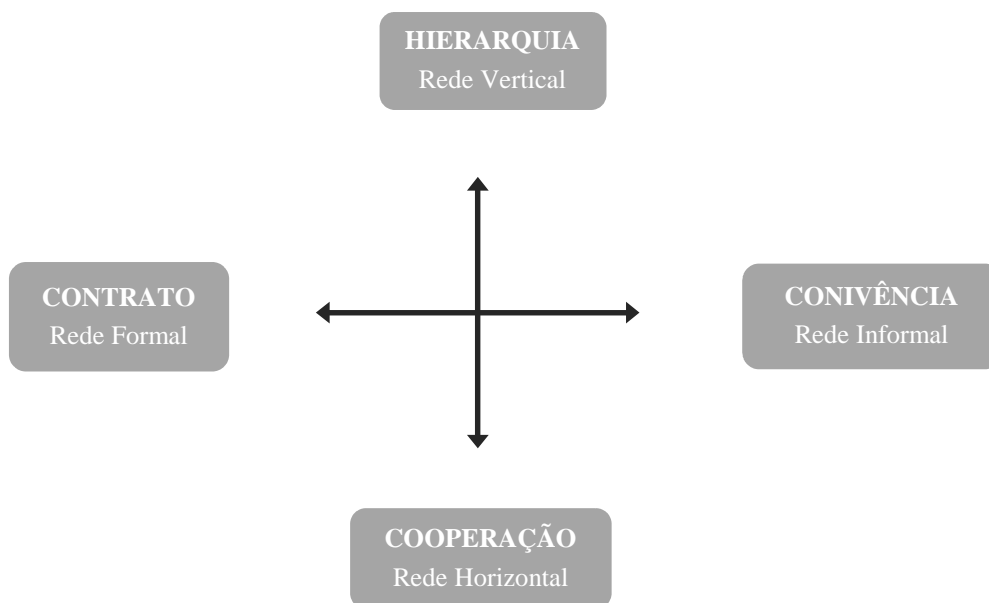 HIERARQUIA
Rede Vertical
CONTRATO
Rede Formal
CONIVÊNCIA
Rede Informal
COOPERAÇÃO
Rede Horizontal